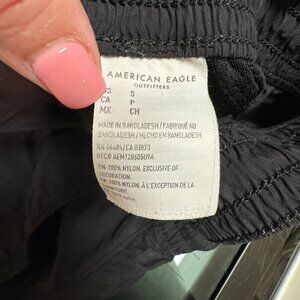 AMERICAN EAGLE
OUTFITTERS
US S
CA P
MX CH
MADE IN BANGLADESH / FABRIQUÉ AU
BANGLADESH / HECHO EN BANGLADESH
RN 54485 / CA 03873
EN 100% NYLON. EXCLUSIVE OF
DECORATION.
100% NYLON. À L'EXCEPTION DE LA